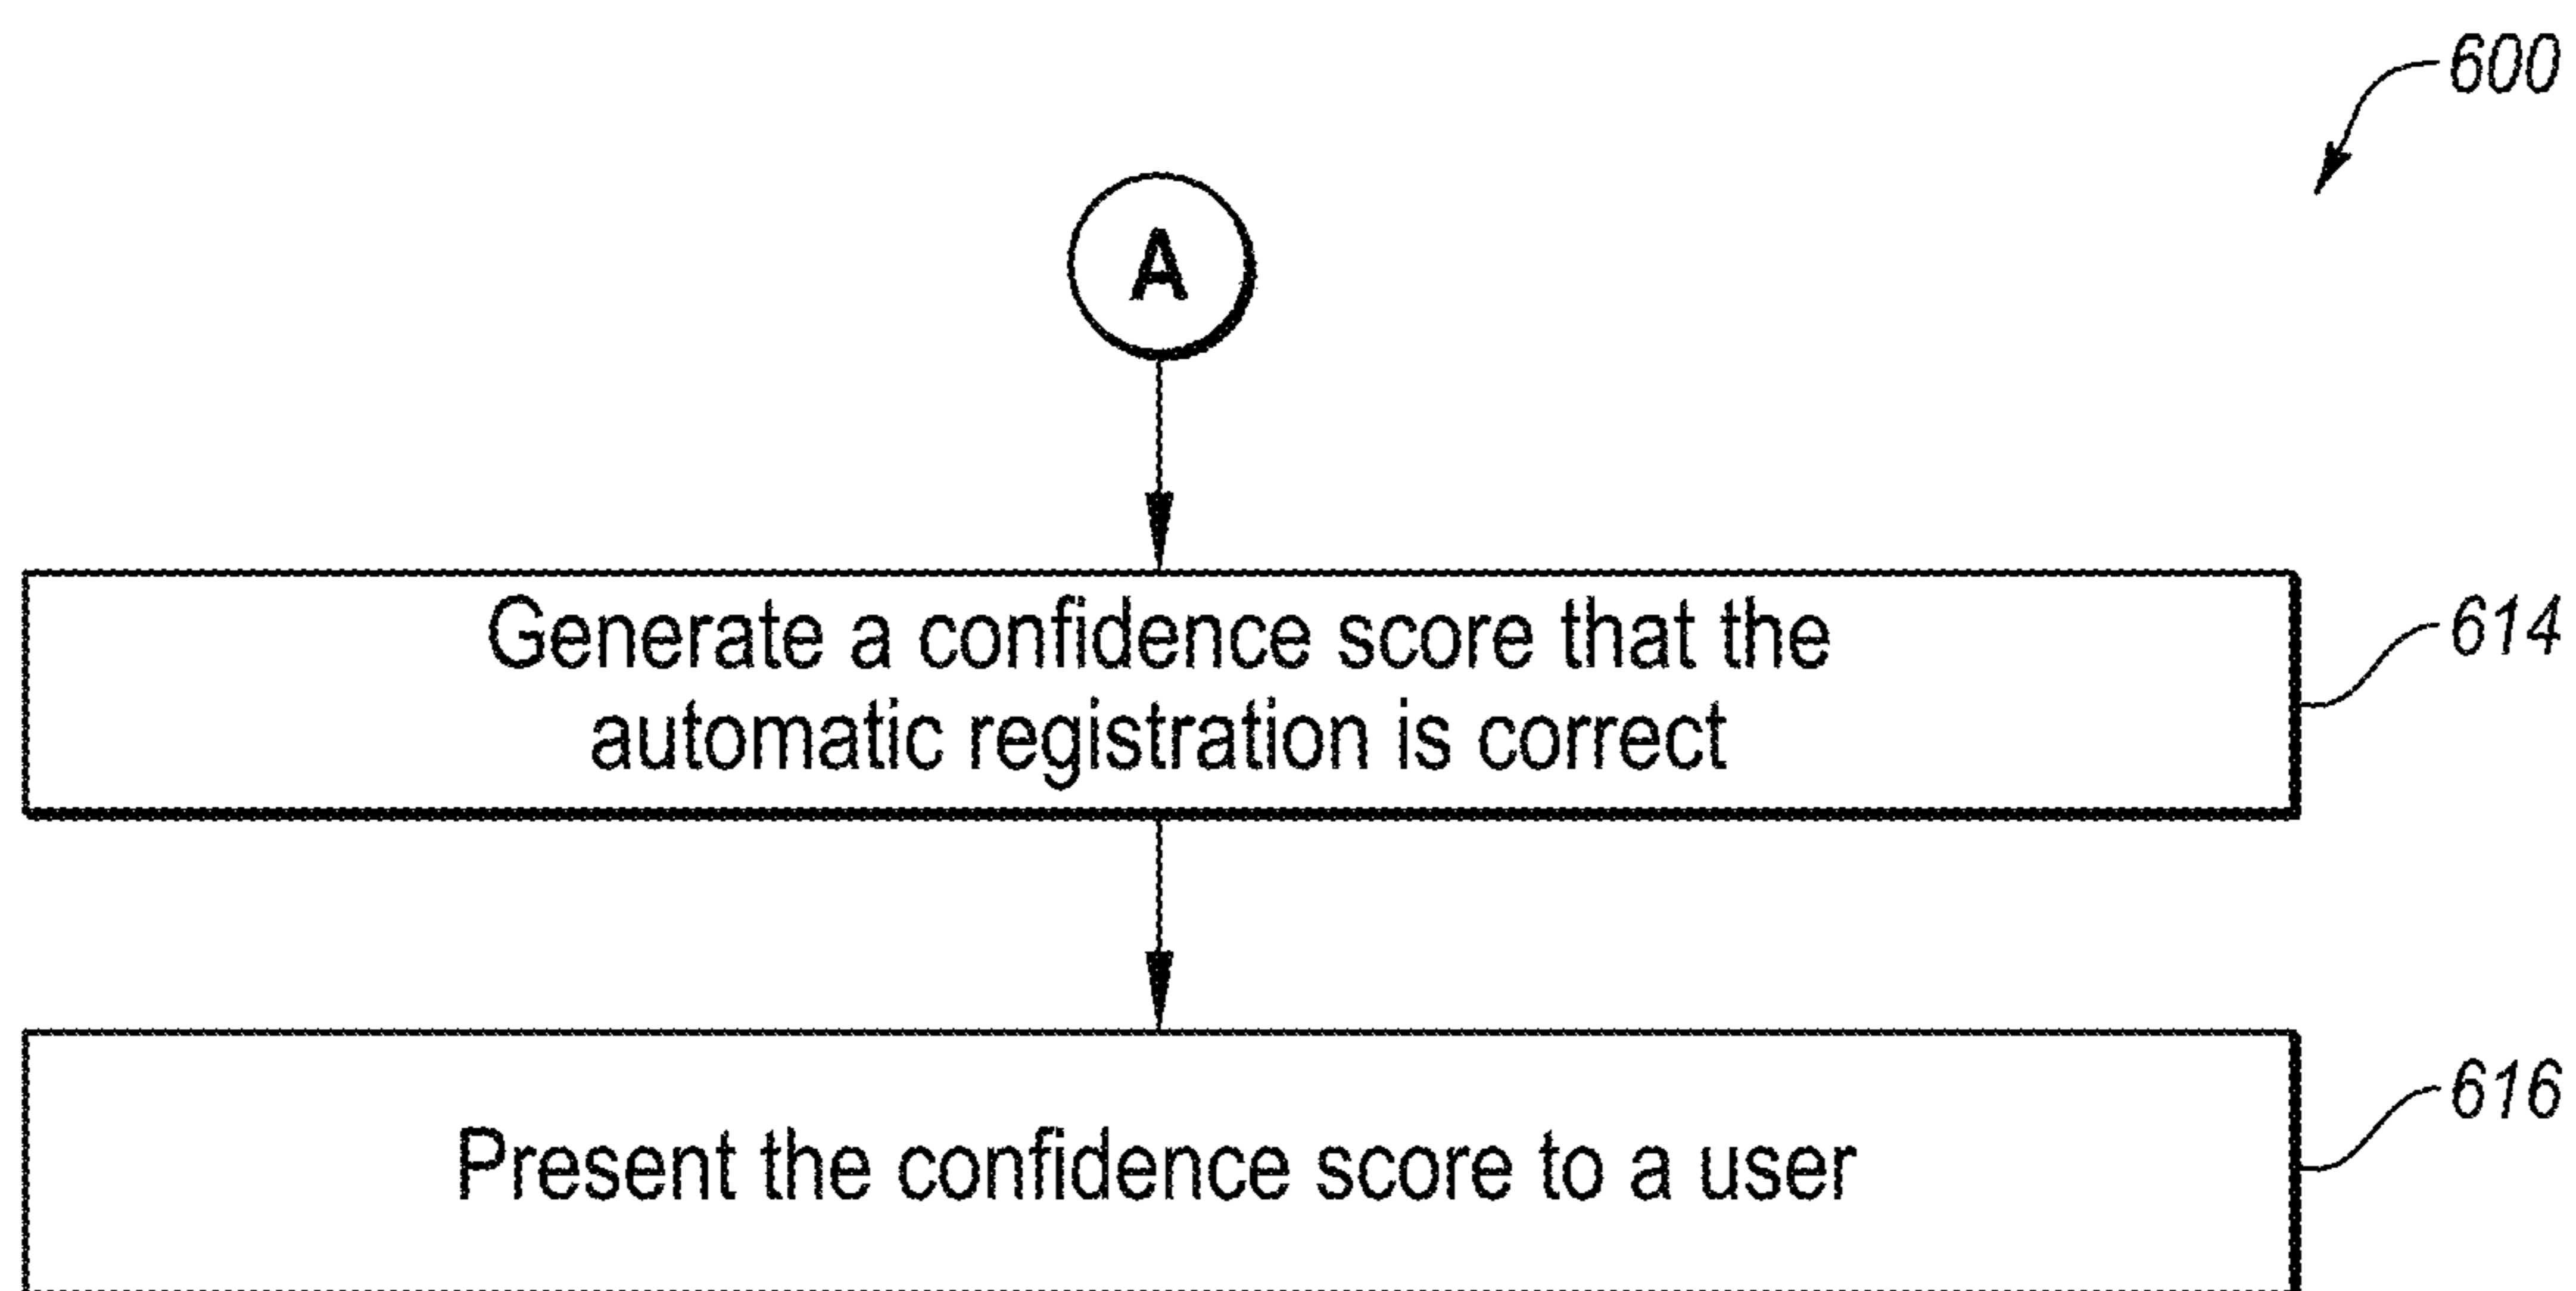 600
A
Generate a confidence score that the
automatic registration is correct
614
Present the confidence score to a user
616